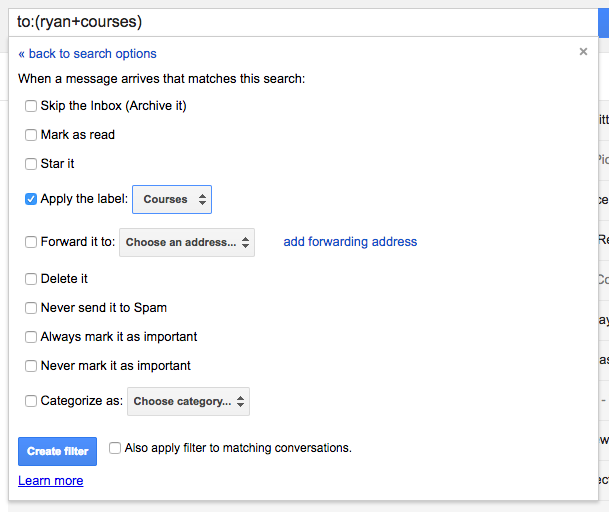 to:(ryan+courses)
« back to search options ×
When a message arrives that matches this search:
Skip the Inbox (Archive it)
Mark as read
Star it
Apply the label: Courses
Forward it to: Choose an address... add forwarding address
Delete it
Never send it to Spam
Always mark it as important
Never mark it as important
Categorize as: Choose category...
Create filter Also apply filter to matching conversations.
Learn more